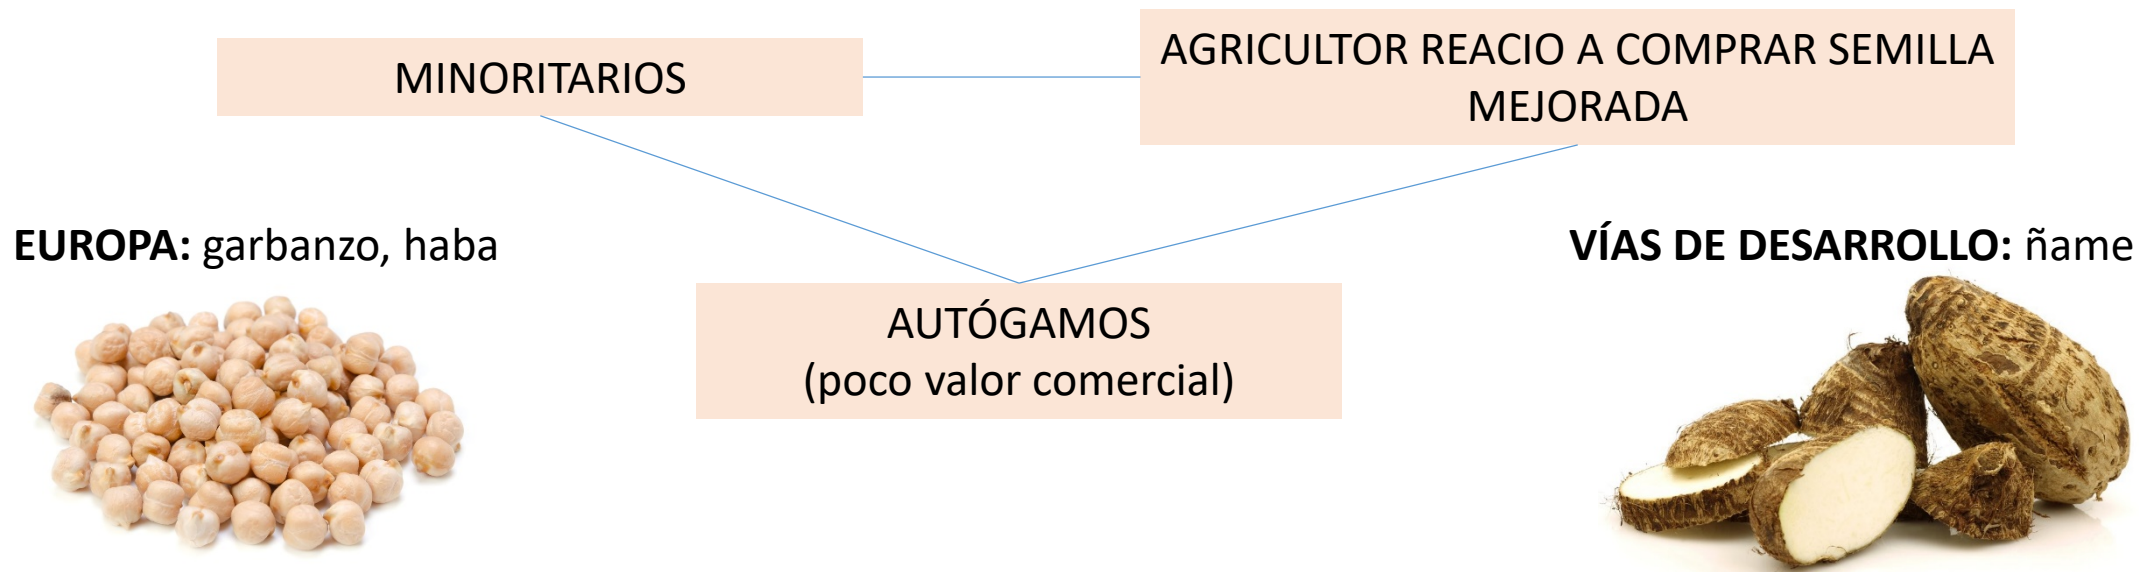 MINORITARIOS
AGRICULTOR REACIO A COMPRAR SEMILLA
MEJORADA
EUROPA: garbanzo, haba
VÍAS DE DESARROLLO: ñame
AUTÓGAMOS
(poco valor comercial)